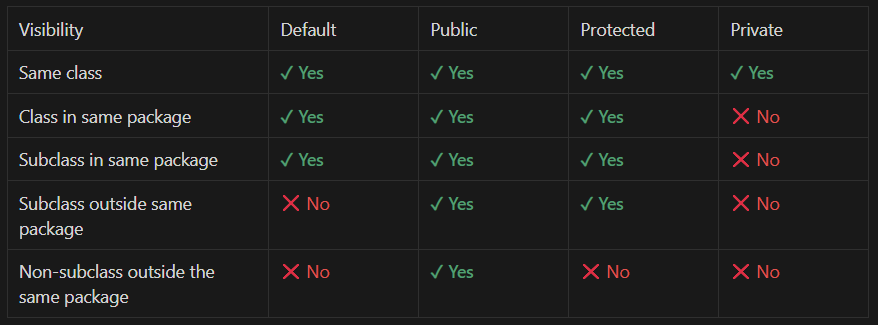 Visibility Default Public Protected Private
Same class ✓ Yes ✓ Yes ✓ Yes ✓ Yes
Class in same package ✓ Yes ✓ Yes ✓ Yes ❌ No
Subclass in same package ✓ Yes ✓ Yes ✓ Yes ❌ No
Subclass outside same ❌ No ✓ Yes ✓ Yes ❌ No
package
Non-subclass outside the ❌ No ✓ Yes ❌ No ❌ No
same package